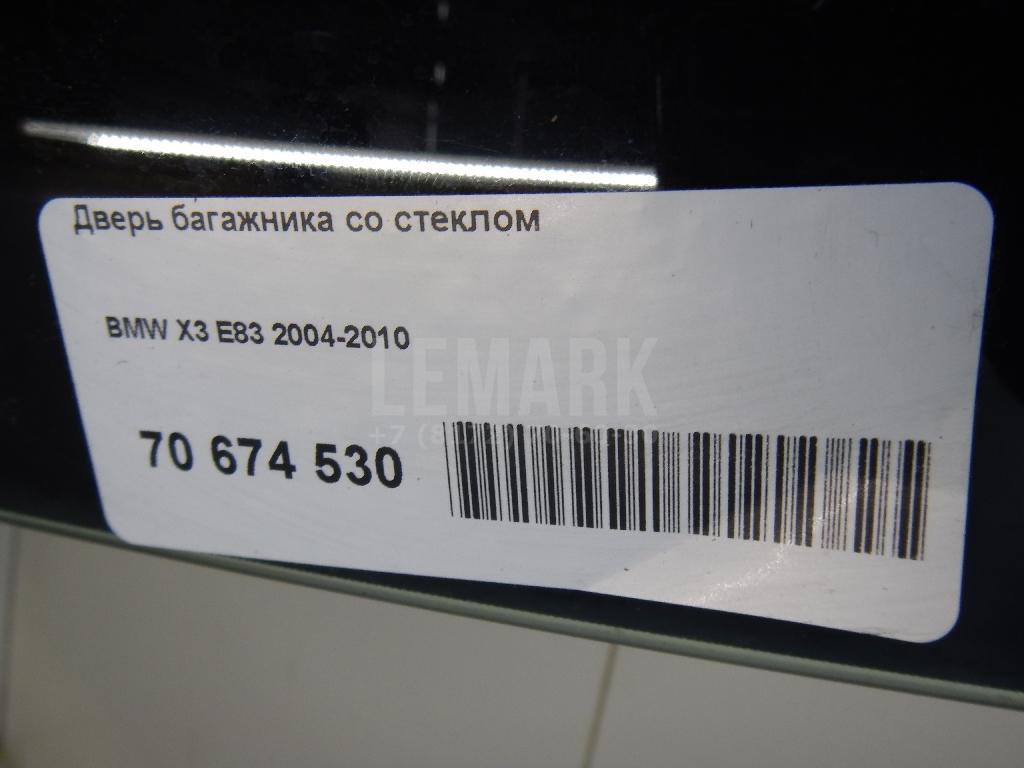 Дверь багажника со стеклом
BMW X3 E83 2004-2010
LEMARK
70 674 530